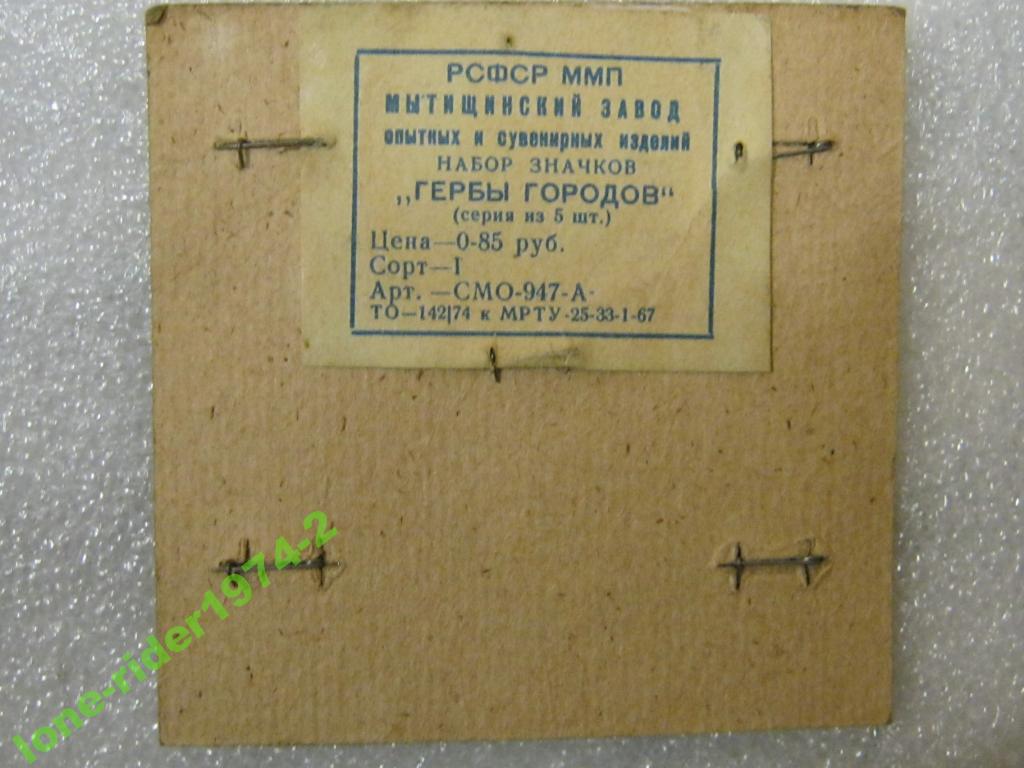 РСФСР ММП
МЫТИЩИНСКИЙ ЗАВОД
опытных и сувенирных изделий
НАБОР ЗНАЧКОВ
„ГЕРБЫ ГОРОДОВ“
(серия из 5 шт.)
Цена—0-85 руб.
Сорт—I
Арт. —СМО-947-А-
ТО—142|74 к МРТУ-25-33-1-67
lone-rider1974-2